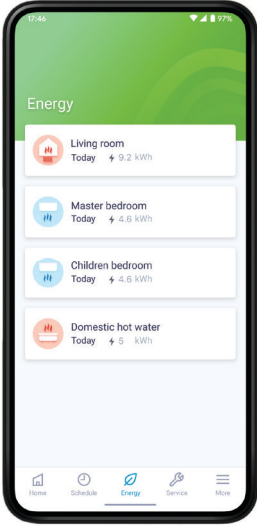 17:46
97%
Energy
Living room
Today 9.2 kWh
Master bedroom
Today 4.6 kWh
Children bedroom
Today 4.6 kWh
Domestic hot water
Today 5 kWh
Home Schedule Energy Service More